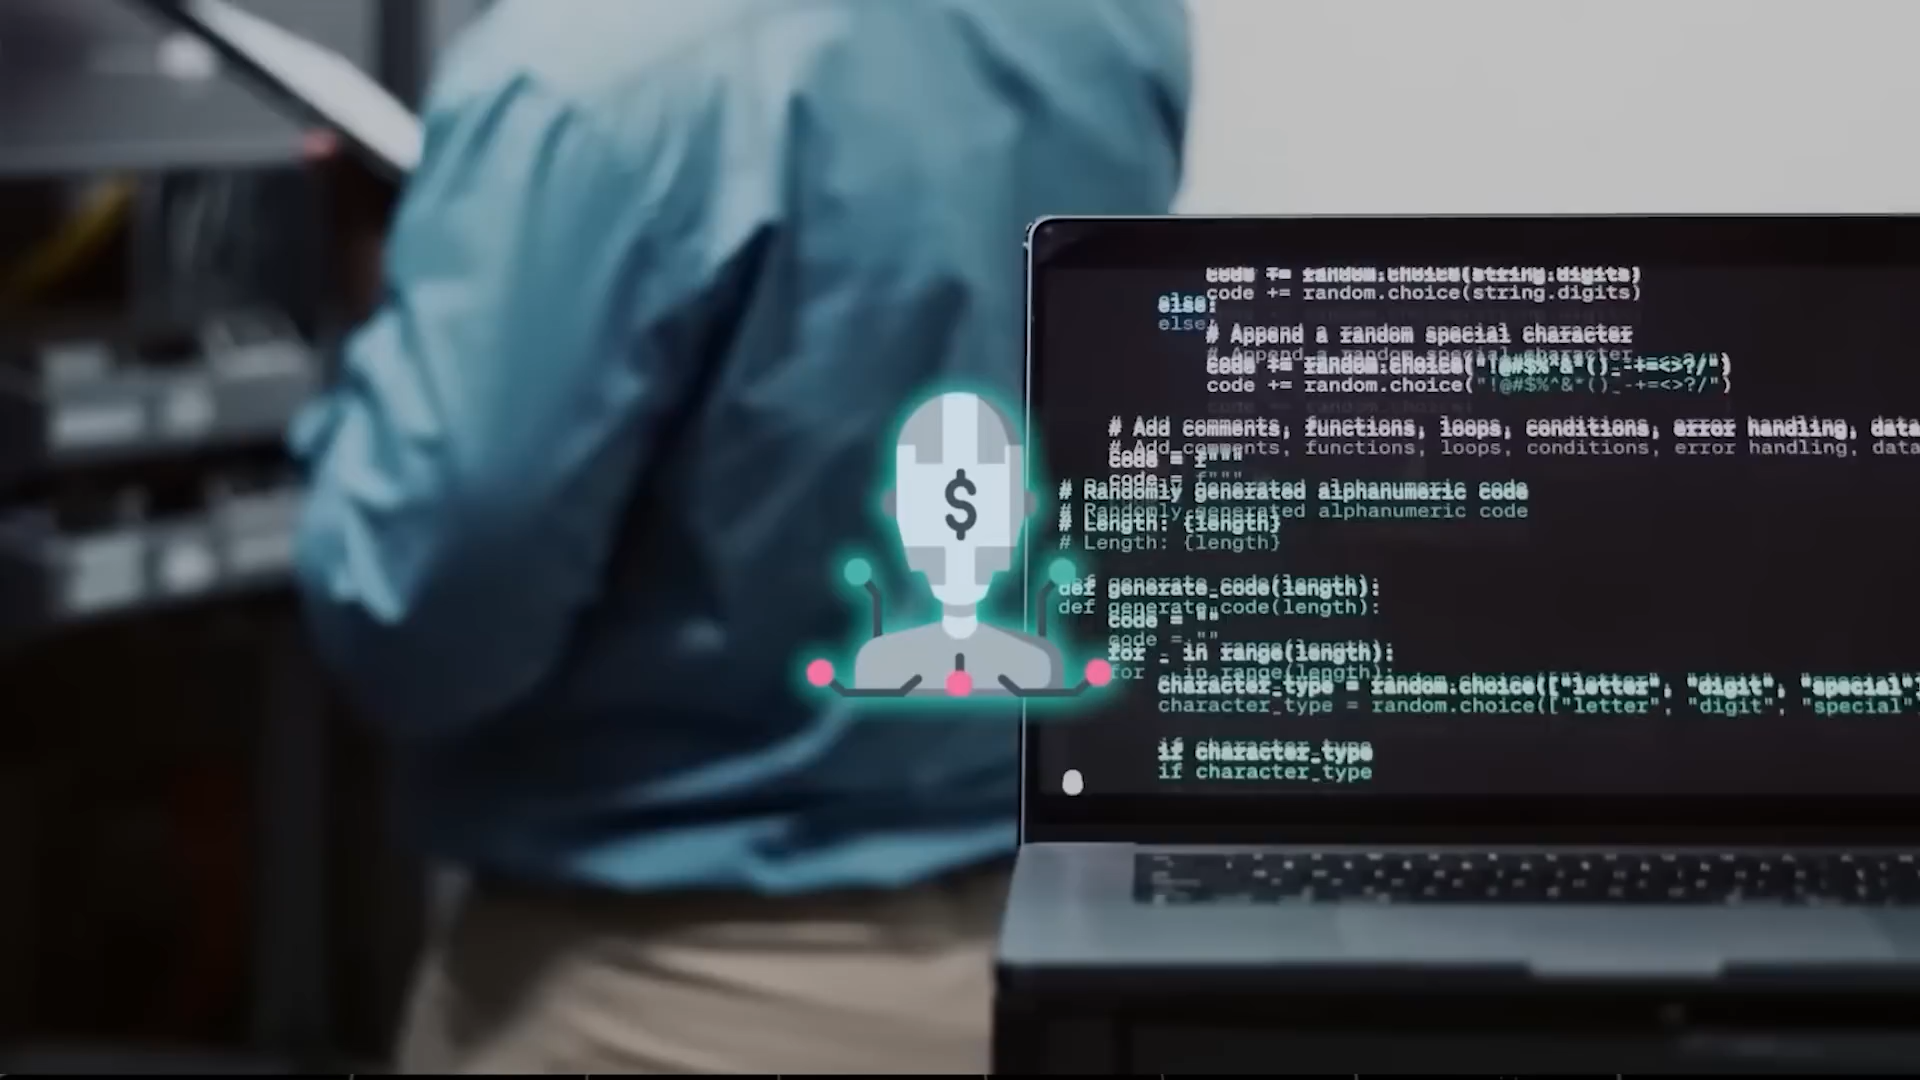 $
code += random.choice(string.digits)
else:
# Append a random special character
code += random.choice("!@#$%^&*()_-+=<>?/")
# Add comments, functions, loops, conditions, error handling, data
code = f"""
# Randomly generated alphanumeric code
# Length: {length}
def generate_code(length):
code = ""
for _ in range(length):
character_type = random.choice(["letter", "digit", "special"]
if character_type